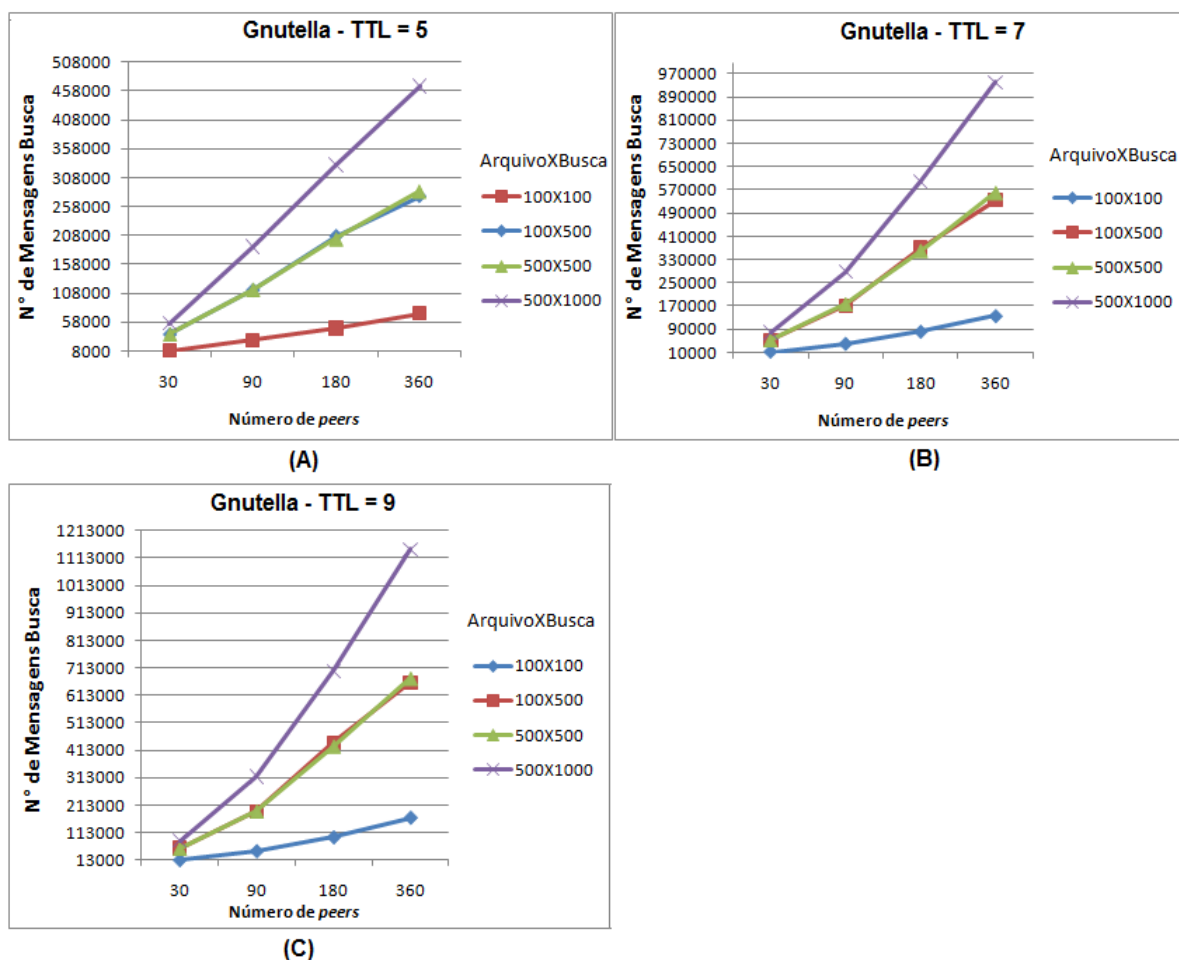 Gnutella - TTL = 5
N° de Mensagens Busca
508000
458000
408000
358000
308000
258000
208000
158000
108000
58000
8000
30 90 180 360
Número de peers
ArquivoXBusca
100X100
100X500
500X500
500X1000
(A)
Gnutella - TTL = 7
N° de Mensagens Busca
970000
890000
810000
730000
650000
570000
490000
410000
330000
250000
170000
90000
10000
30 90 180 360
Número de peers
ArquivoXBusca
100X100
100X500
500X500
500X1000
(B)
Gnutella - TTL = 9
N° de Mensagens Busca
1213000
1113000
1013000
913000
813000
713000
613000
513000
413000
313000
213000
113000
13000
30 90 180 360
Número de peers
ArquivoXBusca
100X100
100X500
500X500
500X1000
(C)